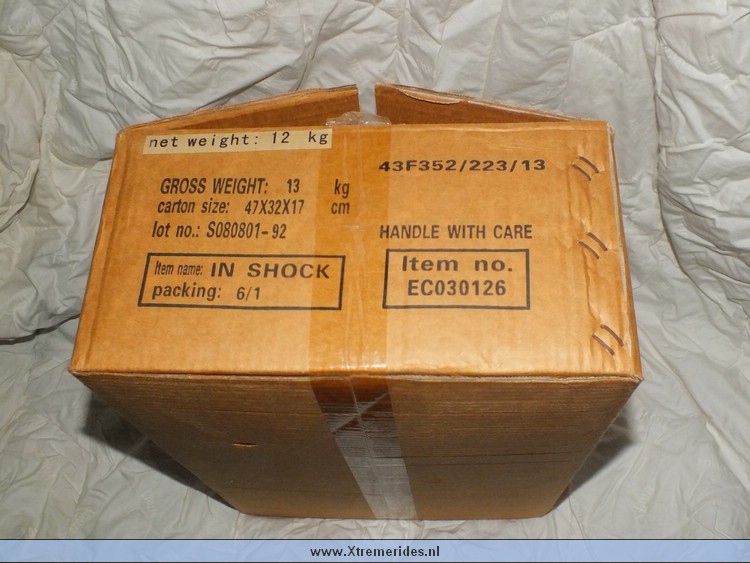 net weight: 12 kg
43F352/223/13
GROSS WEIGHT: 13 kg
carton size: 47X32X17 cm
lot no.: S080801-92
HANDLE WITH CARE
Item name: IN SHOCK
packing: 6/1
Item no.
EC030126
www.Xtremerides.nl